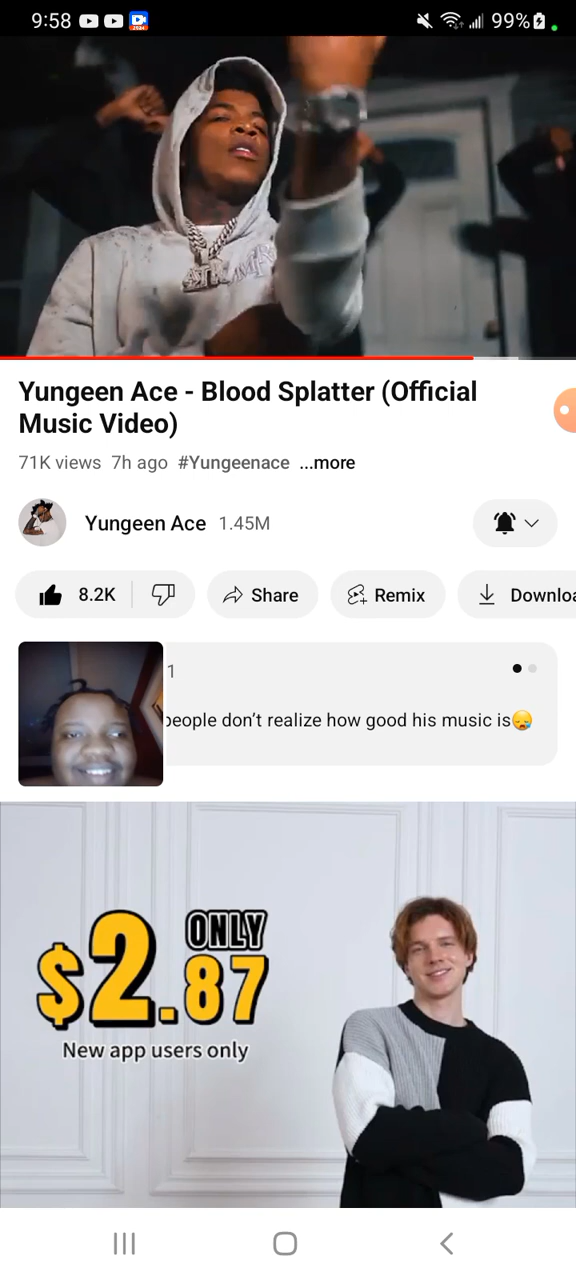 9:58
99%
Yungeen Ace - Blood Splatter (Official
Music Video)
71K views 7h ago #Yungeenace ...more
Yungeen Ace 1.45M
8.2K Share Remix Downloa
1
people don't realize how good his music is😪
ONLY
$2.87
New app users only